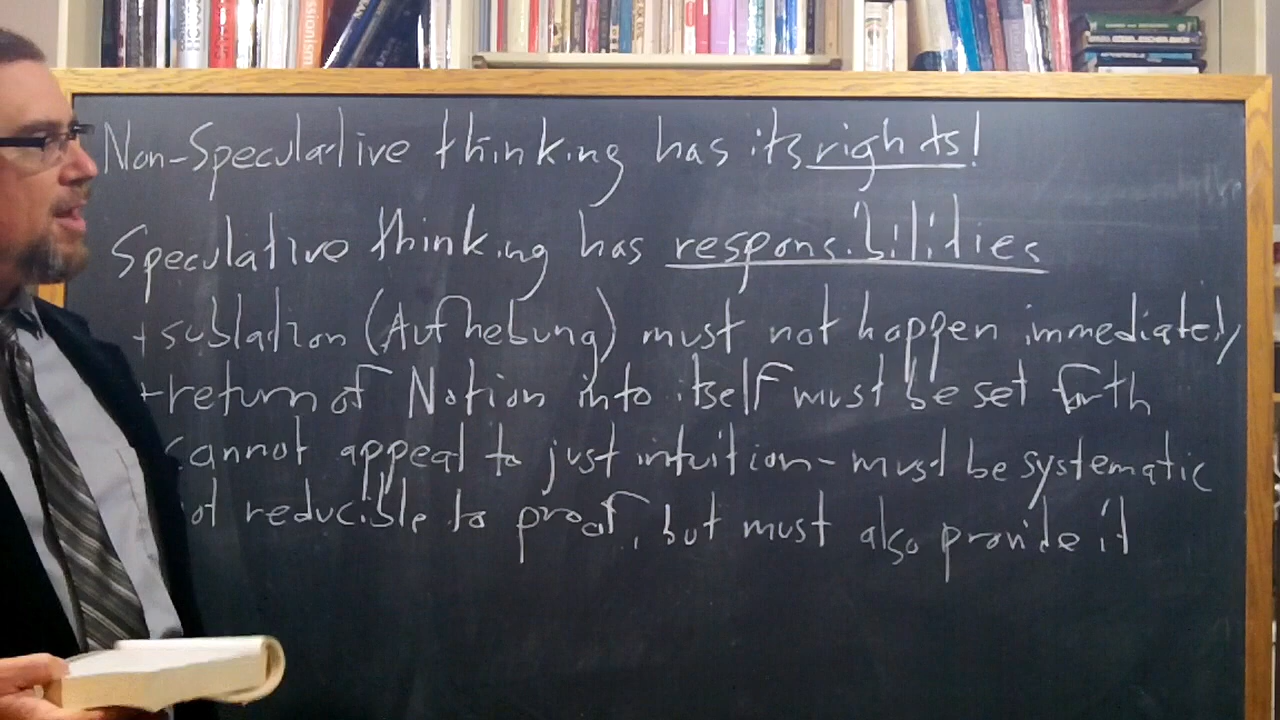 Non-Speculative thinking has its rights!
Speculative thinking has responsibilities
+ sublation (Aufhebung) must not happen immediately
+ return of Notion into itself must be set forth
cannot appeal to just intuition - must be systematic
ot reducible to proof, but must also provide it